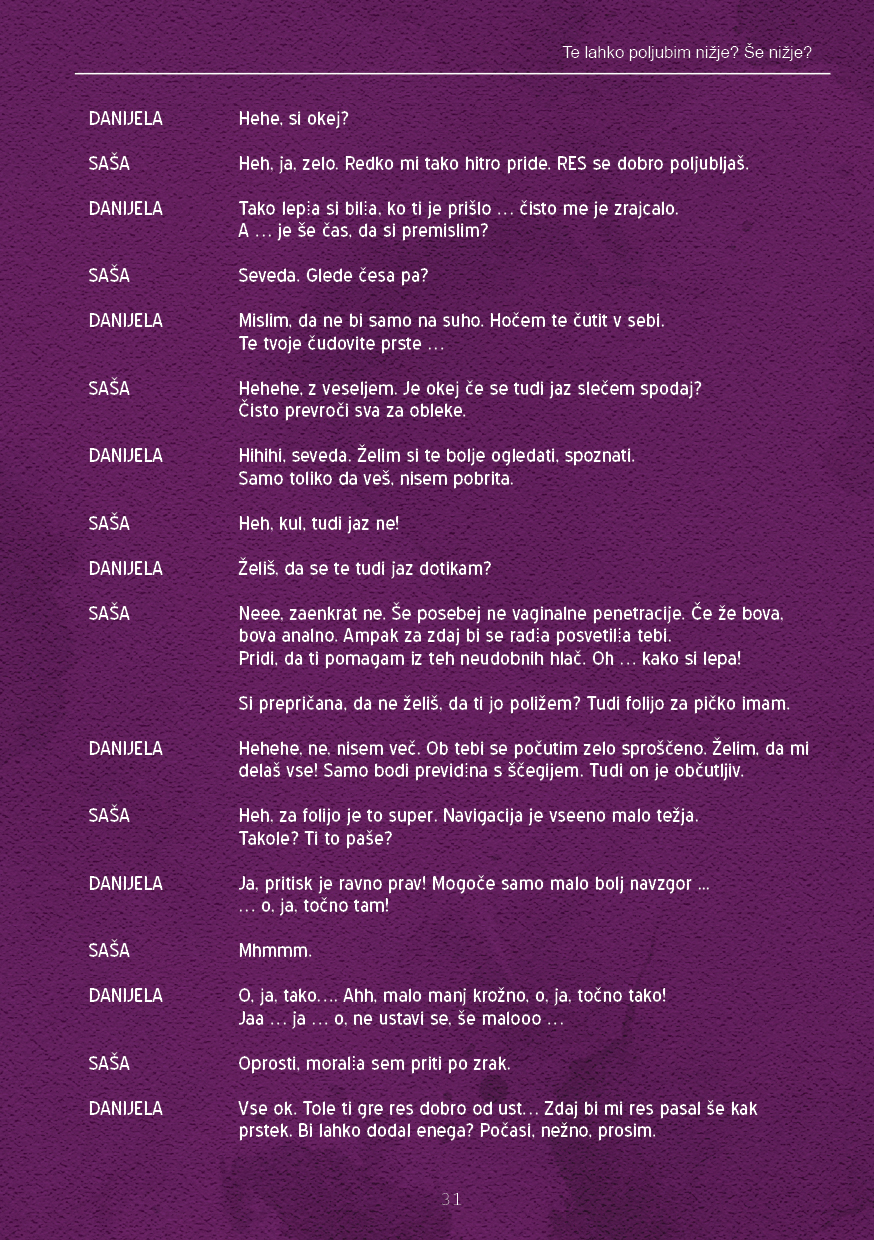 Te lahko poljubim nižje? Še nižje?
DANIJELA Hehe, si okej?
SAŠA Heh, ja, zelo. Redko mi tako hitro pride. RES se dobro poljubljaš.
DANIJELA Tako lep⁞a si bil⁞a, ko ti je prišlo … čisto me je zrajcalo.
A … je še čas, da si premislim?
SAŠA Seveda. Glede česa pa?
DANIJELA Mislim, da ne bi samo na suho. Hočem te čutit v sebi.
Te tvoje čudovite prste …
SAŠA Hehehe, z veseljem. Je okej če se tudi jaz slečem spodaj?
Čisto prevroči sva za obleke.
DANIJELA Hihihi, seveda. Želim si te bolje ogledati, spoznati.
Samo toliko da veš, nisem pobrita.
SAŠA Heh, kul, tudi jaz ne!
DANIJELA Želiš, da se te tudi jaz dotikam?
SAŠA Neee, zaenkrat ne. Še posebej ne vaginalne penetracije. Če že bova,
bova analno. Ampak za zdaj bi se rad⁞a posvetil⁞a tebi.
Pridi, da ti pomagam iz teh neudobnih hlač. Oh … kako si lepa!
Si prepričana, da ne želiš, da ti jo poližem? Tudi folijo za pičko imam.
DANIJELA Hehehe, ne, nisem več. Ob tebi se počutim zelo sproščeno. Želim, da mi
delaš vse! Samo bodi previd⁞na s ščegijem. Tudi on je občutljiv.
SAŠA Heh, za folijo je to super. Navigacija je vseeno malo težja.
Takole? Ti to paše?
DANIJELA Ja, pritisk je ravno prav! Mogoče samo malo bolj navzgor ...
… o, ja, točno tam!
SAŠA Mhmmm.
DANIJELA O, ja, tako…. Ahh, malo manj krožno, o, ja, točno tako!
Jaa … ja … o, ne ustavi se, še malooo …
SAŠA Oprosti, moral⁞a sem priti po zrak.
DANIJELA Vse ok. Tole ti gre res dobro od ust… Zdaj bi mi res pasal še kak
prstek. Bi lahko dodal enega? Počasi, nežno, prosim.
31